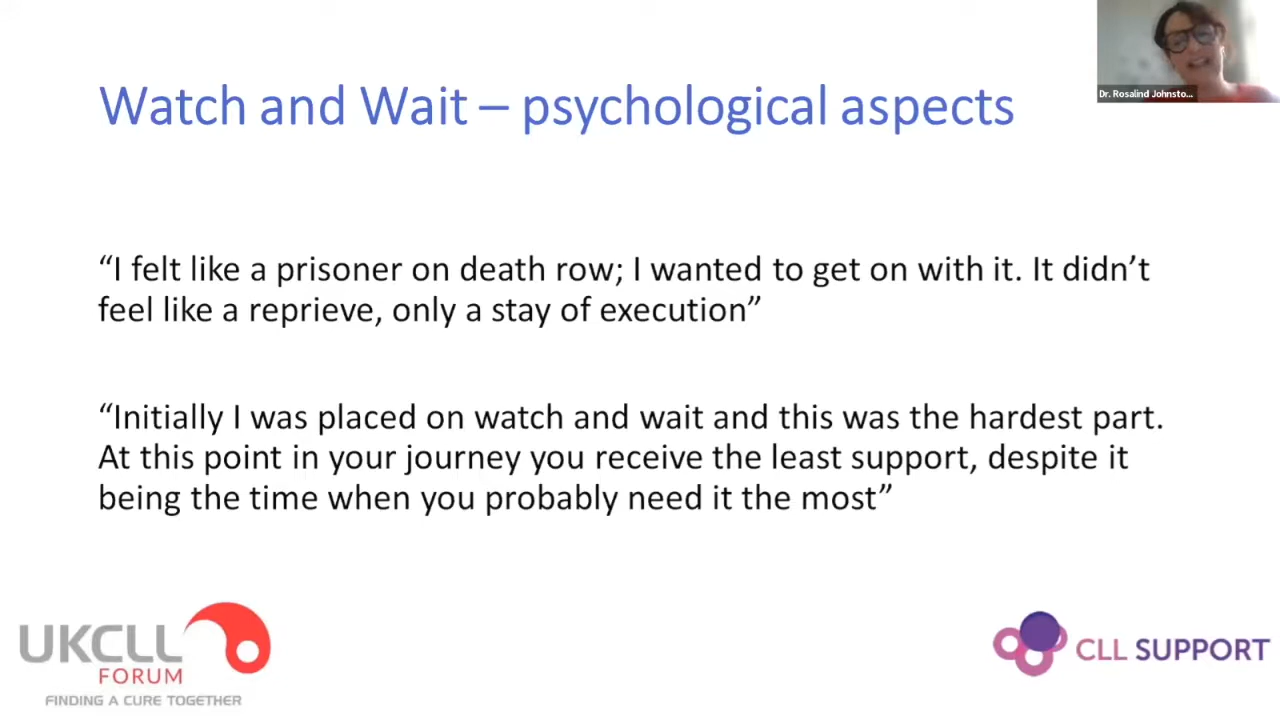 Dr. Rosalind Johnsto...
Watch and Wait – psychological aspects
“I felt like a prisoner on death row; I wanted to get on with it. It didn’t
feel like a reprieve, only a stay of execution”
“Initially I was placed on watch and wait and this was the hardest part.
At this point in your journey you receive the least support, despite it
being the time when you probably need it the most”
UKCLL
FORUM
FINDING A CURE TOGETHER
CLL SUPPORT